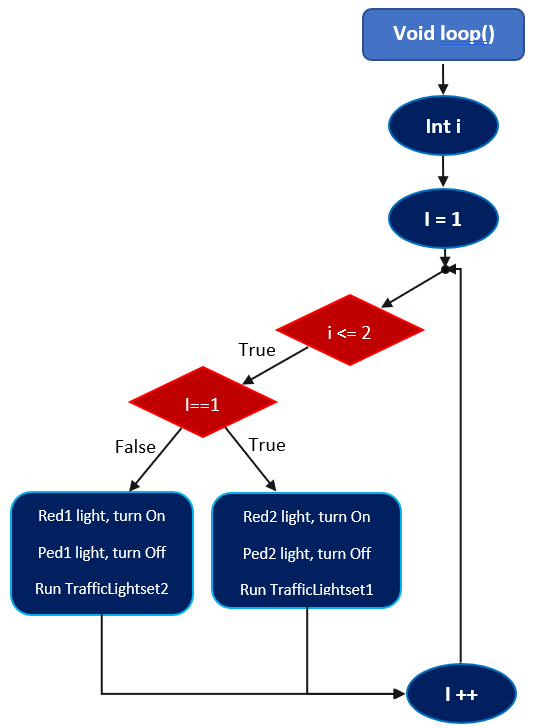 Void loop()
Int i
I = 1
i <= 2
True
I==1
False
True
Red1 light, turn On
Ped1 light, turn Off
Run TrafficLightset2
Red2 light, turn On
Ped2 light, turn Off
Run TrafficLightset1
I ++